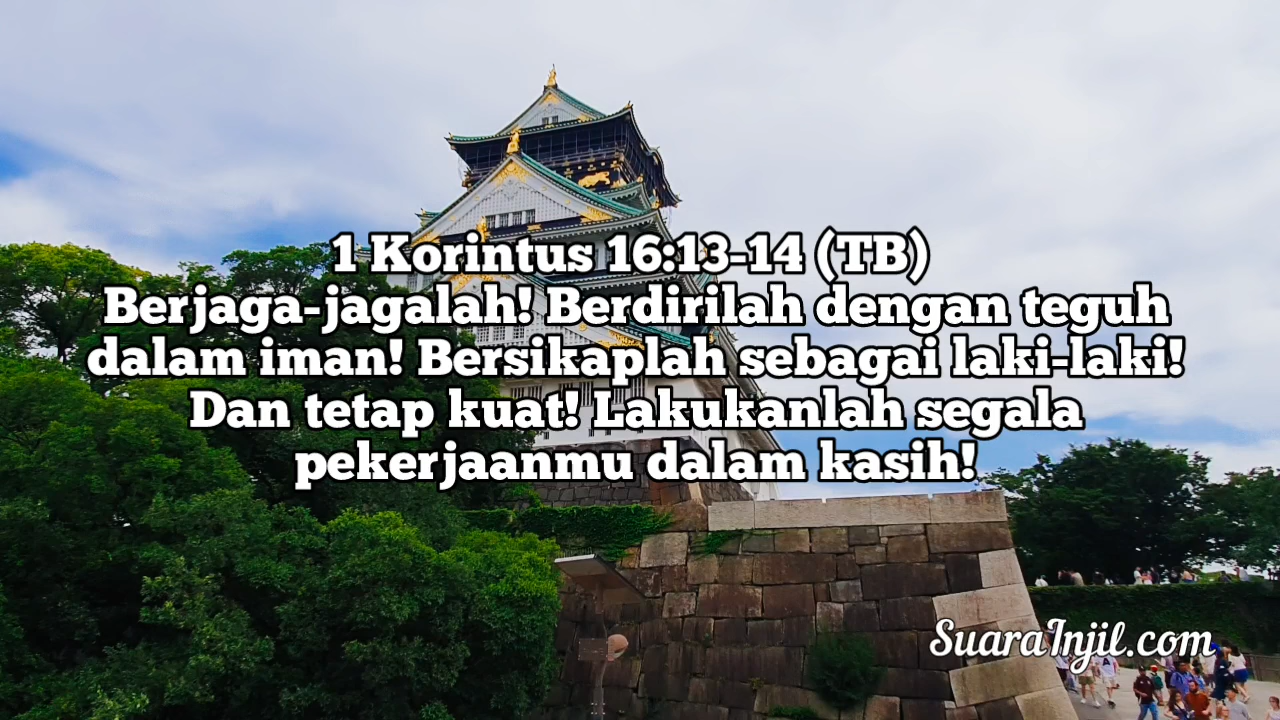 1 Korintus 16:13-14 (TB)
Berjaga-jagalah! Berdirilah dengan teguh
dalam iman! Bersikaplah sebagai laki-laki!
Dan tetap kuat! Lakukanlah segala
pekerjaanmu dalam kasih!
SuaraInjil.com